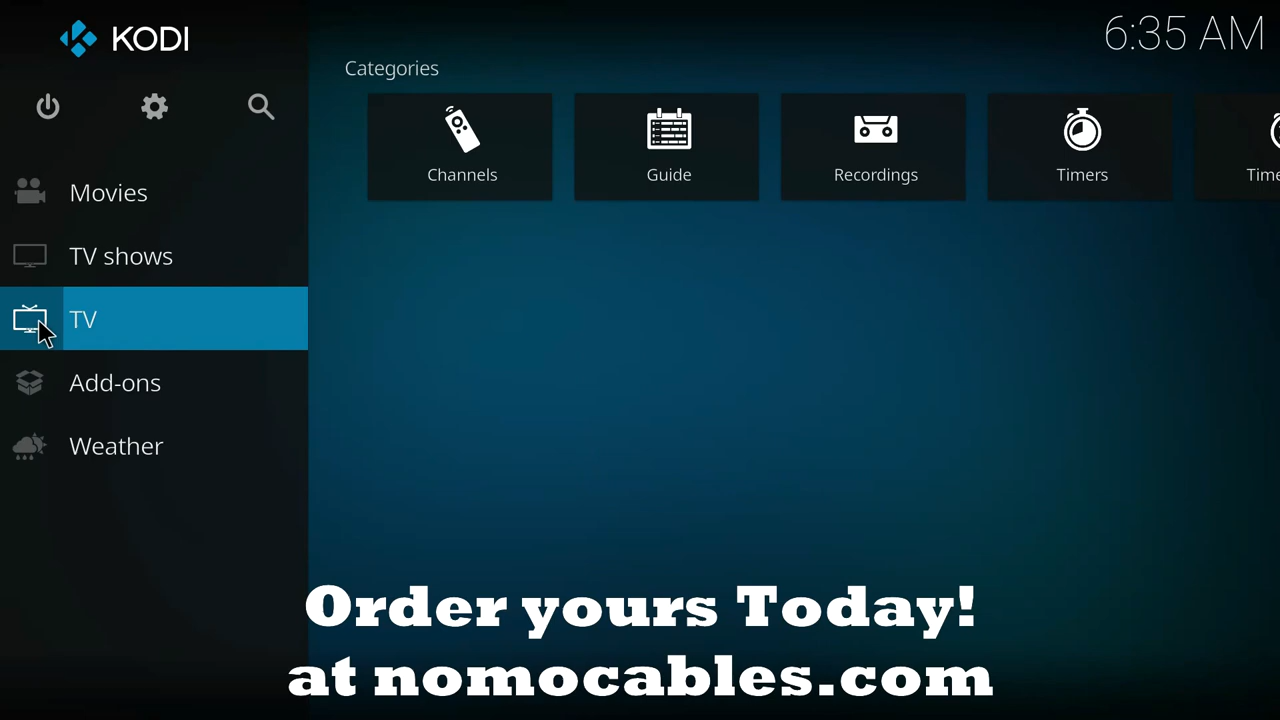 KODI
6:35 AM
Categories
Channels
Guide
Recordings
Timers
Time
Movies
TV shows
TV
Add-ons
Weather
Order yours Today!
at nomocables.com